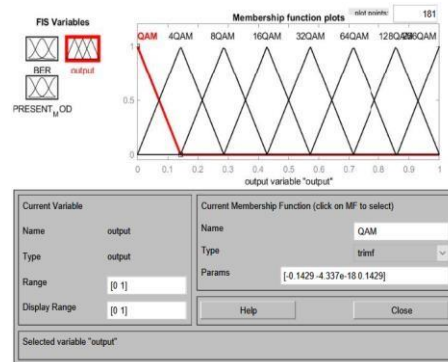 FIS Variables
Membership function plots
plot points:
181
QAM 4QAM 8QAM 16QAM 32QAM 64QAM 128QAM 256QAM
BER
output
PRESENT_MOD
1
0.5
0
0 0.1 0.2 0.3 0.4 0.5 0.6 0.7 0.8 0.9 1
output variable "output"
Current Variable
Current Membership Function (click on MF to select)
Name output
Name QAM
Type output
Type trimf
Params [-0.1429 -4.337e-18 0.1429]
Range [0 1]
Display Range [0 1]
Help Close
Selected variable "output"